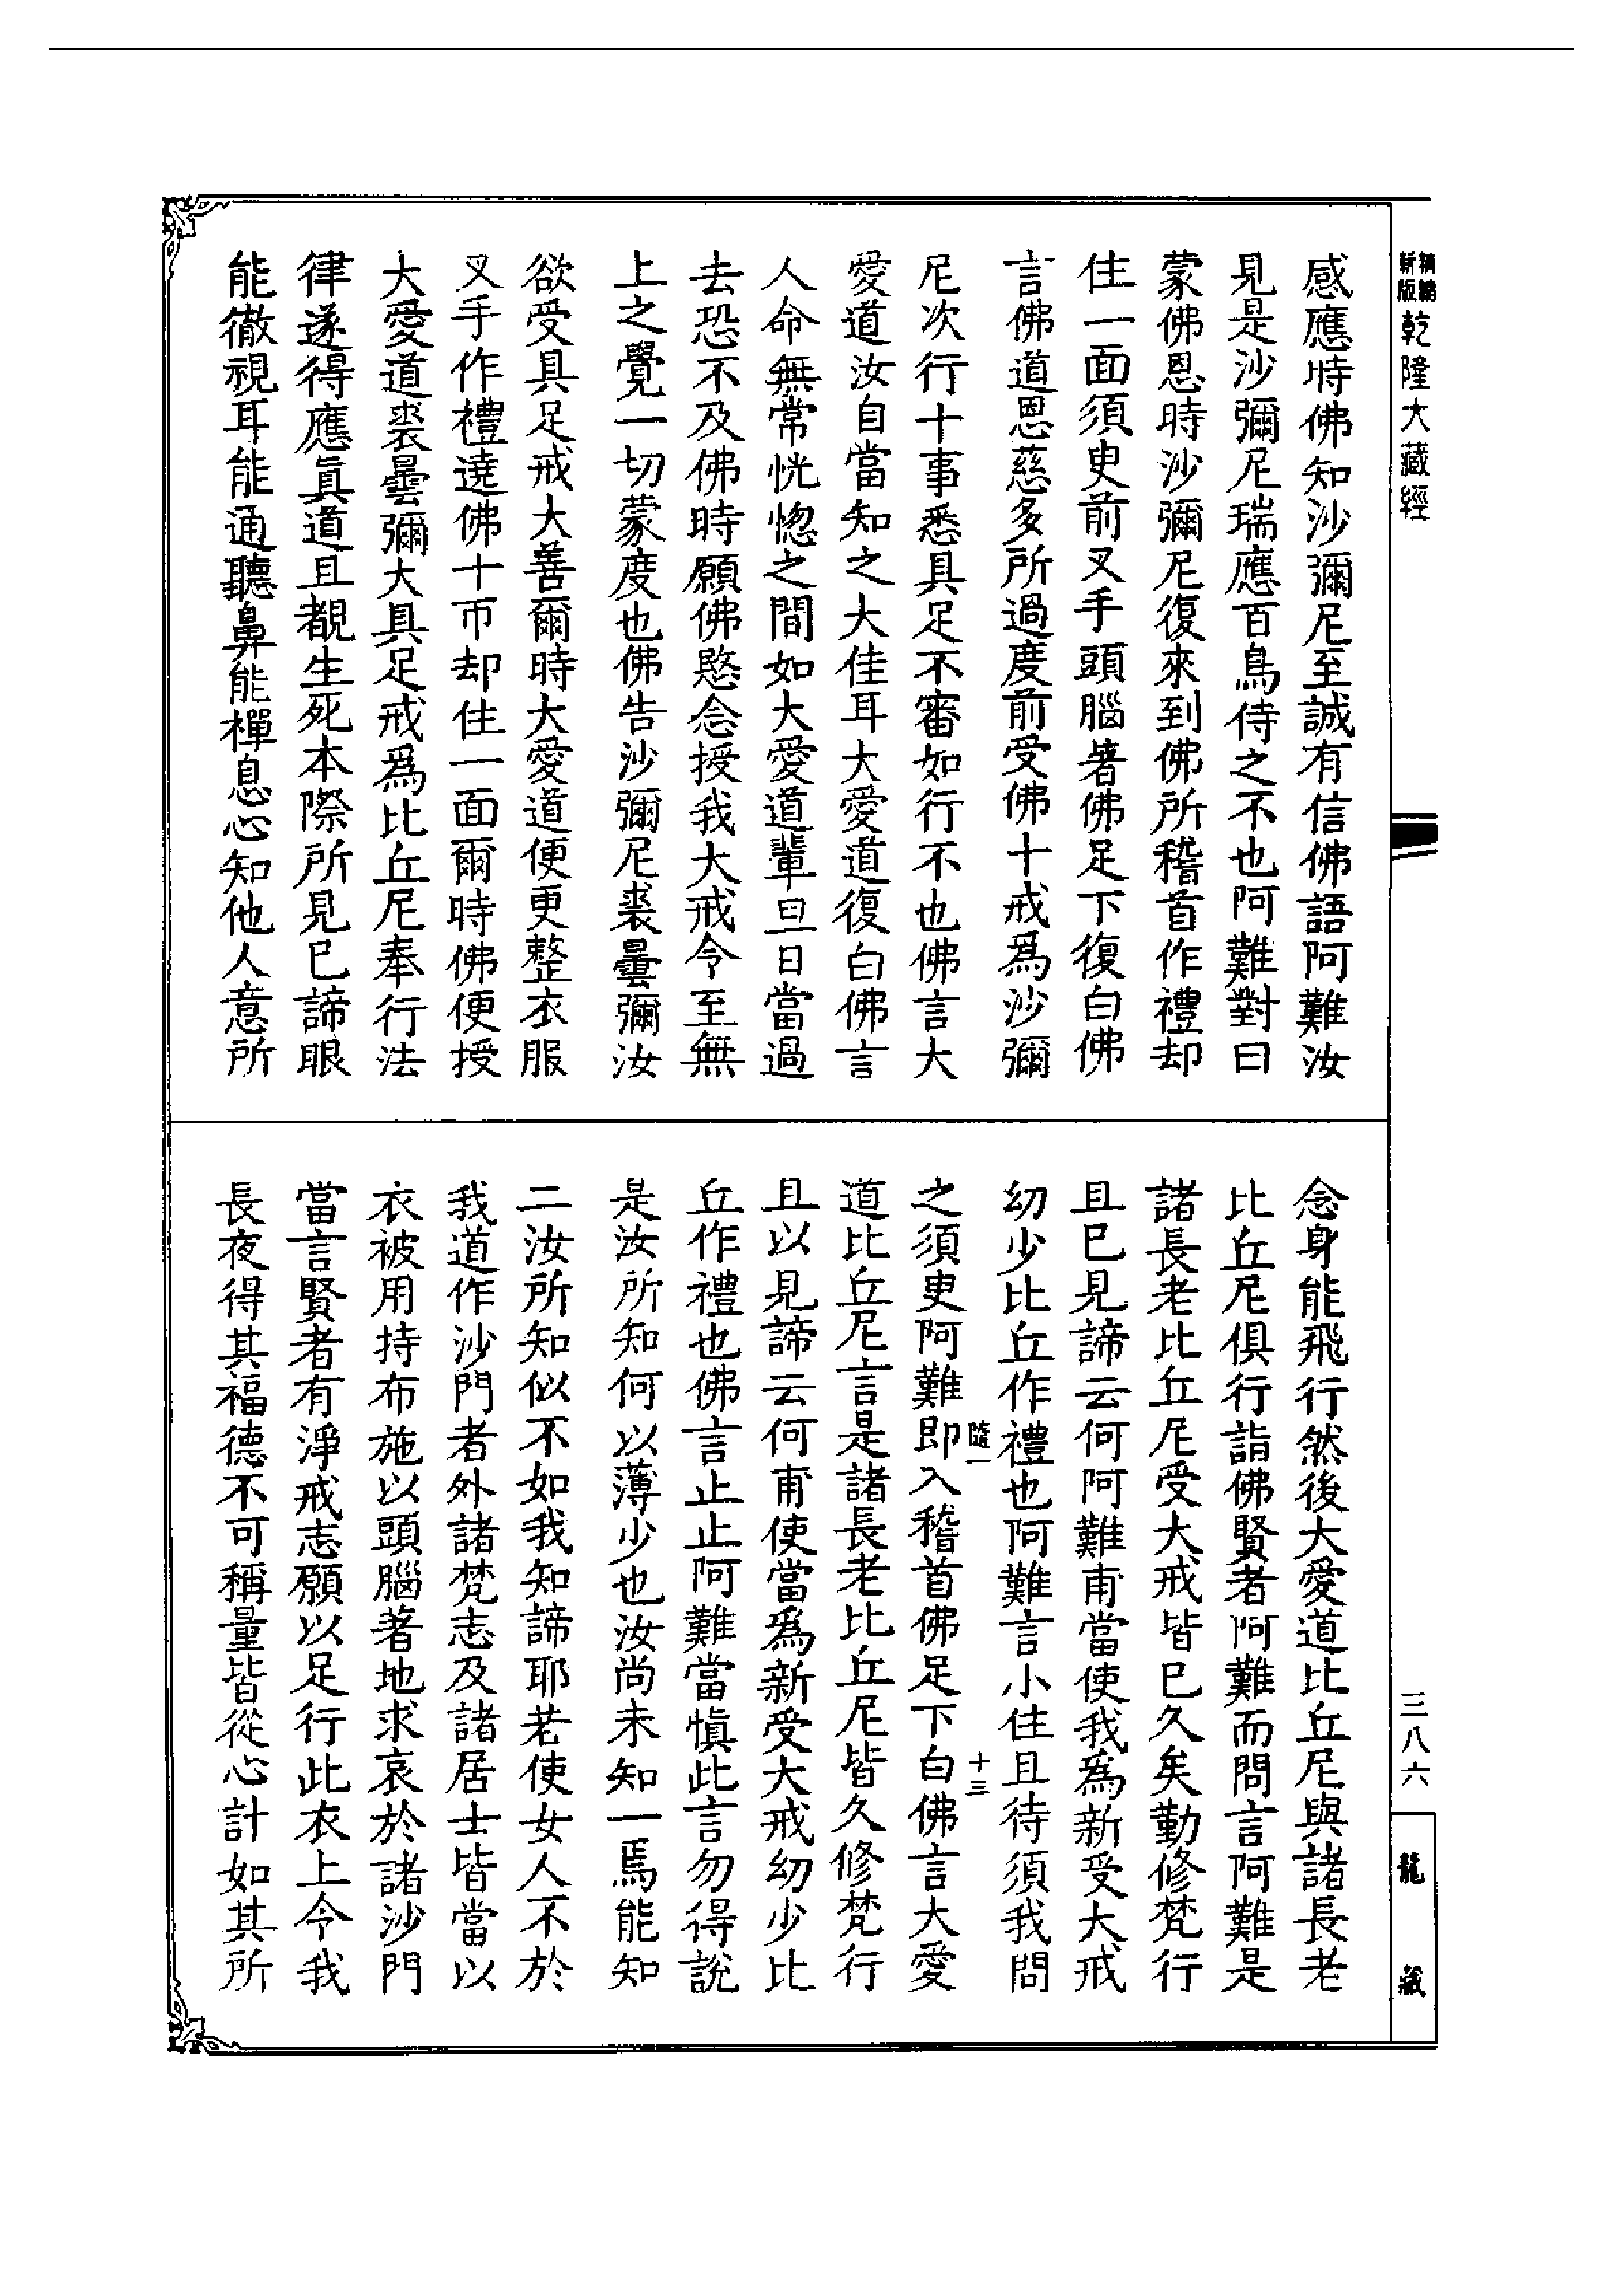 精雕新版乾隆大藏經
感應時佛知沙彌尼至誠有信佛語阿難汝
見是沙彌尼瑞應百鳥侍之不也阿難對曰
蒙佛恩時沙彌尼復來到佛所稽首作禮却
住一面須臾前叉手頭腦著佛足下復白佛
言佛道恩慈多所過度前受佛十戒爲沙彌
尼次行十事悉具足不審如行不也佛言大
愛道汝自當知之大佳耳大愛道復白佛言
人命無常恍惚之間如大愛道輩旦日當過
去恐不及佛時願佛愍念授我大戒令至無
上之覺一切蒙度也佛告沙彌尼裘曇彌汝
欲受具足戒大善爾時大愛道便更整衣服
叉手作禮遶佛十帀却住一面爾時佛便授
大愛道裘曇彌大具足戒爲比丘尼奉行法
律遂得應眞道且覩生死本際所見已諦眼
能徹視耳能通聽鼻能禪息心知他人意所
念身能飛行然後大愛道比丘尼與諸長老
比丘尼俱行詣佛賢者阿難而問言阿難是
諸長老比丘尼受大戒皆已久矣勤修梵行
且已見諦云何阿難甫當使我爲新受大戒
幼少比丘作禮也阿難言小住且待須我問
之須臾阿難即入稽首佛足下白佛言大愛
隨一 十三
道比丘尼言是諸長老比丘尼皆久修梵行
且以見諦云何甫使當爲新受大戒幼少比
丘作禮也佛言止止阿難當愼此言勿得說
是汝所知何以薄少也汝尚未知一焉能知
二汝所知似不如我知諦耶若使女人不於
我道作沙門者外諸梵志及諸居士皆當以
衣被用持布施以頭腦著地求哀於諸沙門
當言賢者有淨戒志願以足行此衣上令我
長夜得其福德不可稱量皆從心計如其所
三八六
龍藏